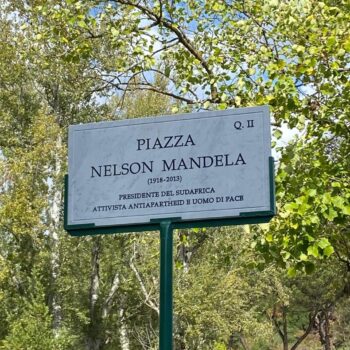 Q. II
PIAZZA
NELSON MANDELA
(1918-2013)
PRESIDENTE DEL SUDAFRICA
ATTIVISTA ANTIAPARTHEID E UOMO DI PACE